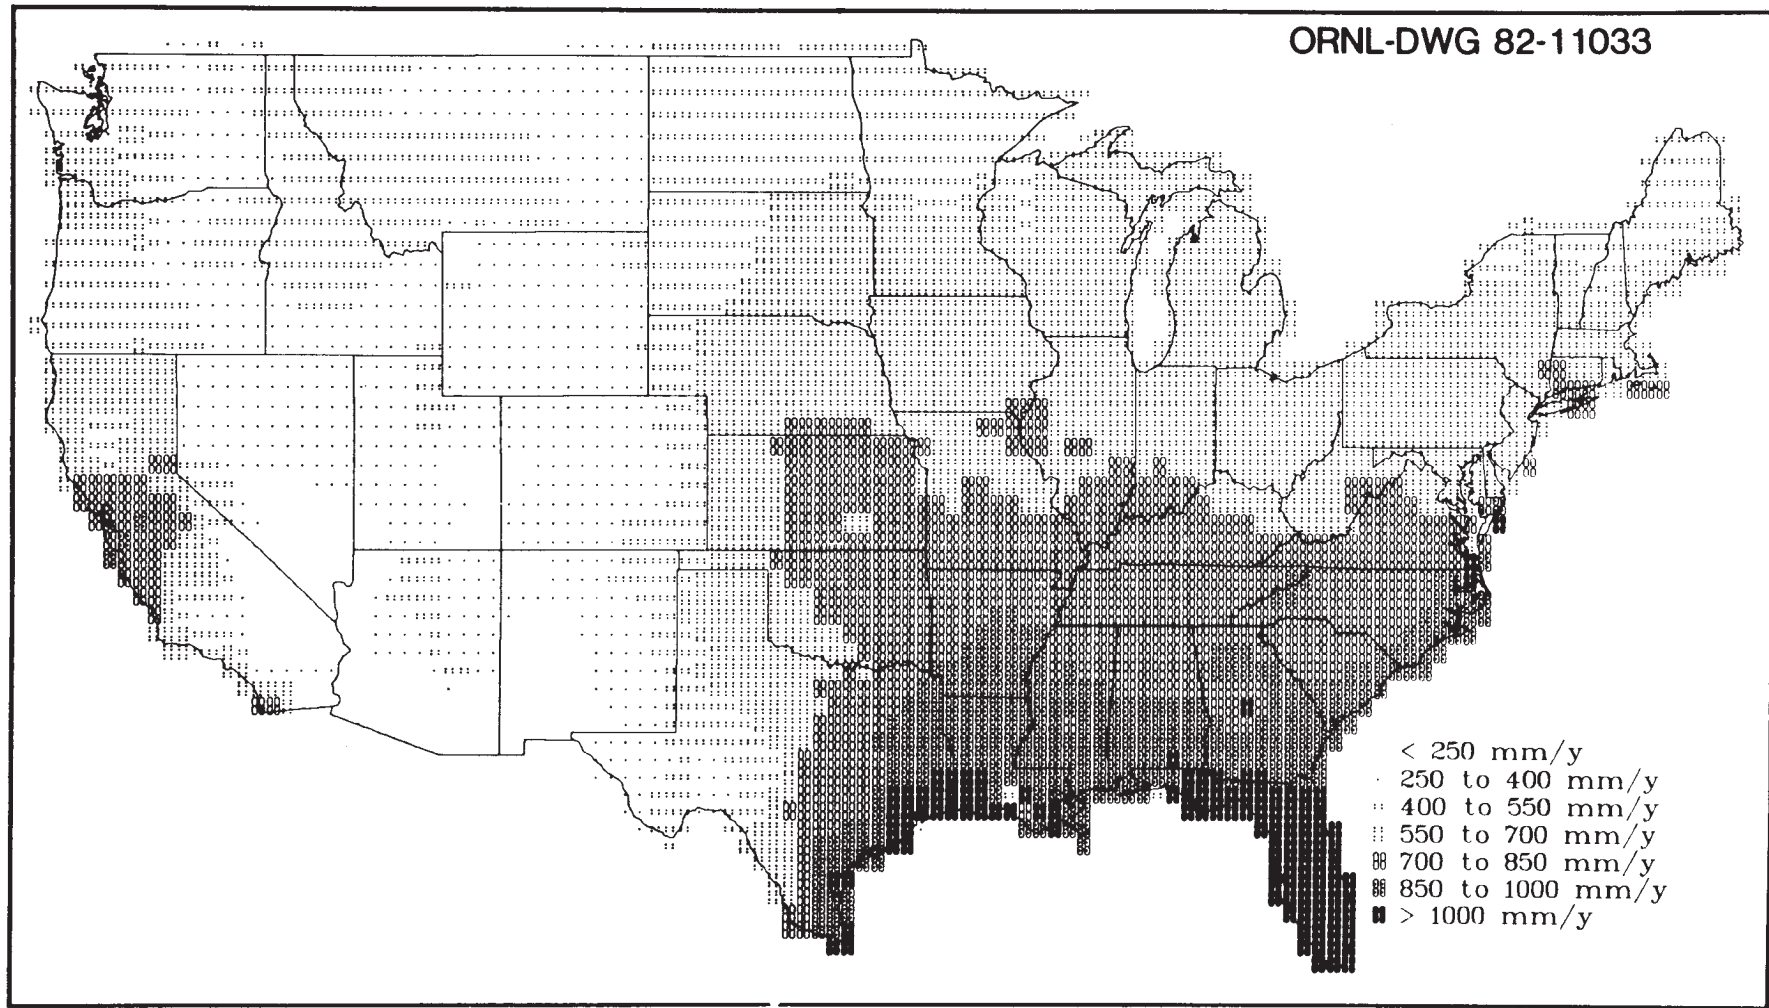 ORNL-DWG 82-11033
< 250 mm/y
250 to 400 mm/y
400 to 550 mm/y
550 to 700 mm/y
700 to 850 mm/y
850 to 1000 mm/y
> 1000 mm/y